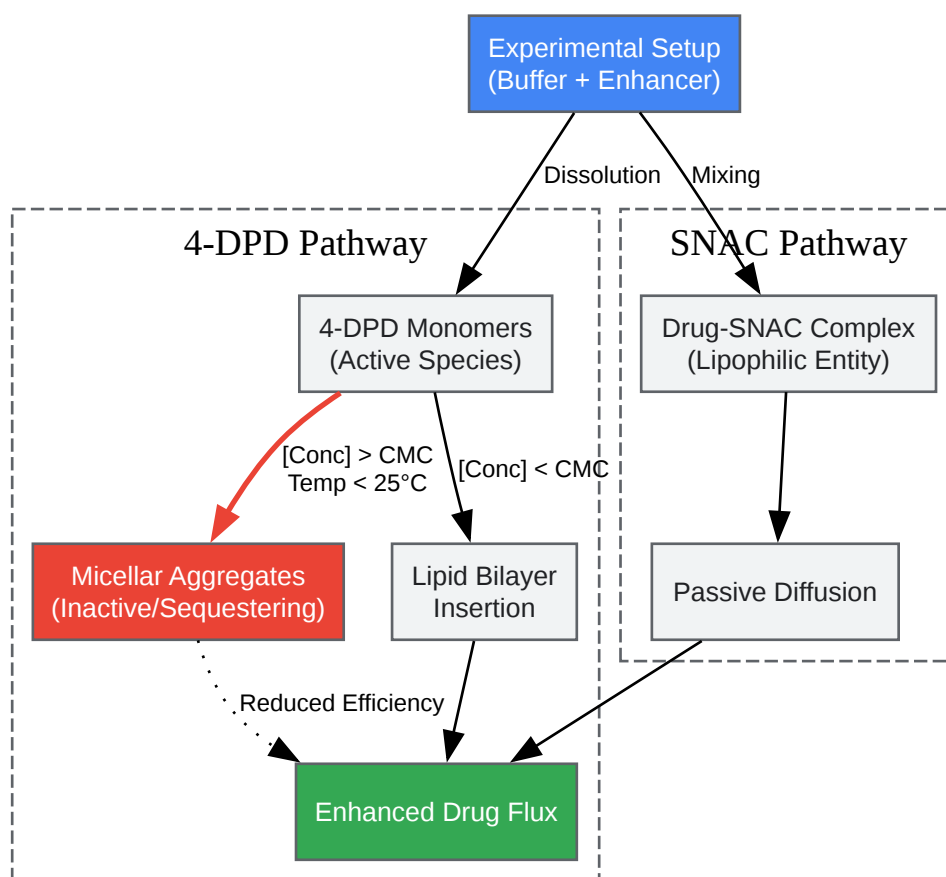 Experimental Setup
(Buffer + Enhancer)
Dissolution
Mixing
4-DPD Pathway
SNAC Pathway
4-DPD Monomers
(Active Species)
Drug-SNAC Complex
(Lipophilic Entity)
[Conc] > CMC
Temp < 25°C
[Conc] < CMC
Micellar Aggregates
(Inactive/Sequestering)
Lipid Bilayer
Insertion
Passive Diffusion
Reduced Efficiency
Enhanced Drug Flux